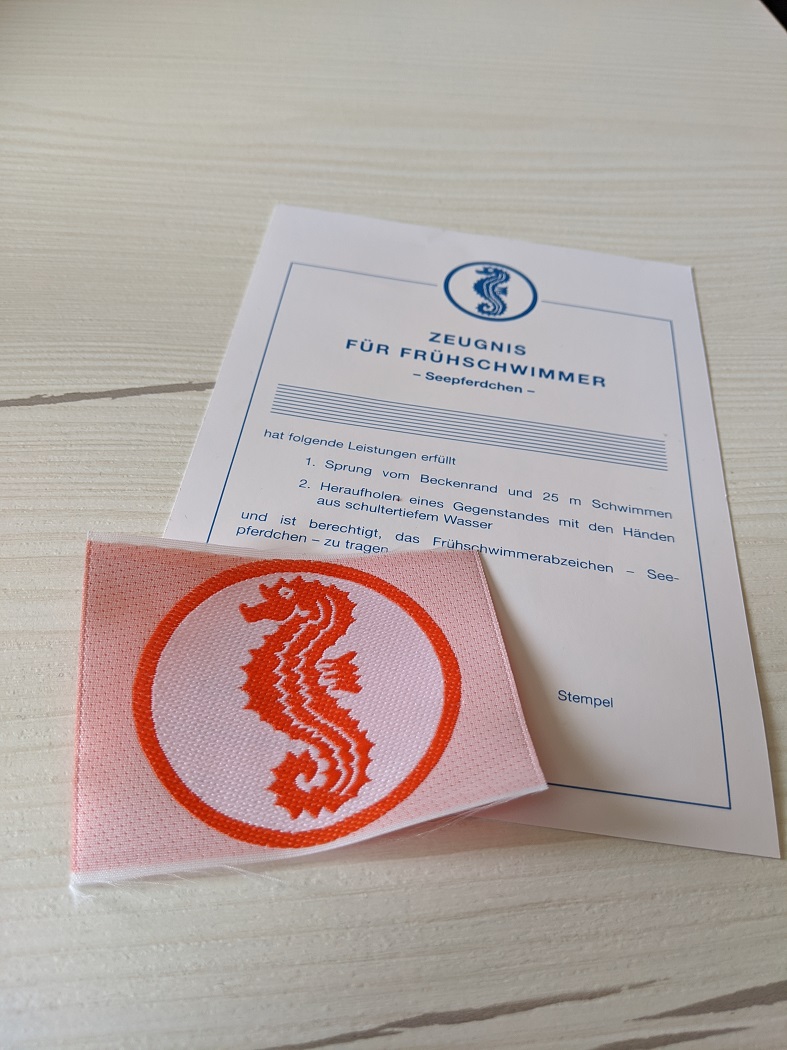 ZEUGNIS
FÜR FRÜHSCHWIMMER
– Seepferdchen –
hat folgende Leistungen erfüllt
1. Sprung vom Beckenrand und 25 m Schwimmen
2. Heraufholen eines Gegenstandes mit den Händen
aus schultertiefem Wasser
und ist berechtigt, das Frühschwimmerabzeichen – See-
pferdchen – zu tragen
Stempel